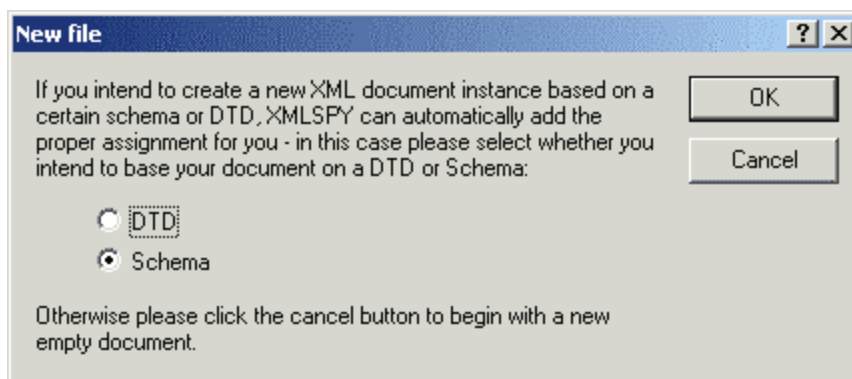 New file
If you intend to create a new XML document instance based on a
certain schema or DTD, XMLSPY can automatically add the
proper assignment for you - in this case please select whether you
intend to base your document on a DTD or Schema:
OK
Cancel
DTD
Schema
Otherwise please click the cancel button to begin with a new
empty document.